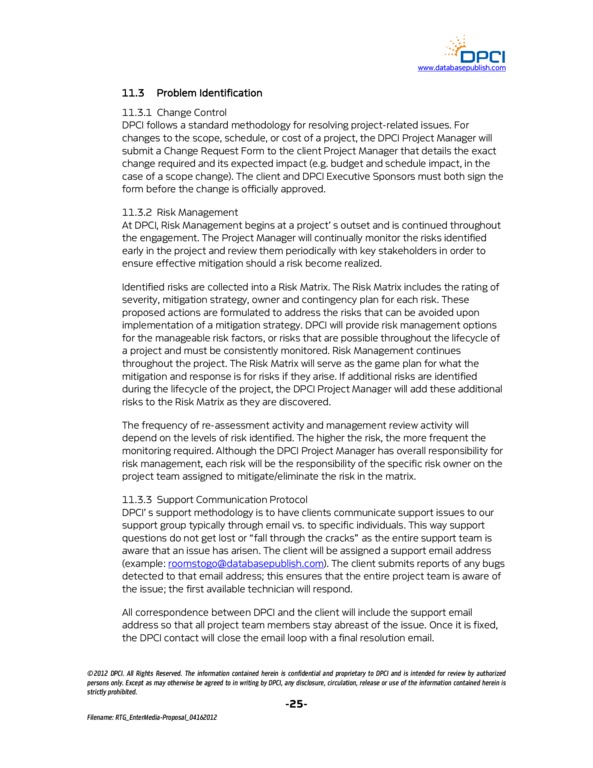 DPCI
www.databasepublish.com
11.3 Problem Identification
11.3.1 Change Control
DPCI follows a standard methodology for resolving project-related issues. For
changes to the scope, schedule, or cost of a project, the DPCI Project Manager will
submit a Change Request Form to the client Project Manager that details the exact
change required and its expected impact (e.g. budget and schedule impact, in the
case of a scope change). The client and DPCI Executive Sponsors must both sign the
form before the change is officially approved.
11.3.2 Risk Management
At DPCI, Risk Management begins at a project' s outset and is continued throughout
the engagement. The Project Manager will continually monitor the risks identified
early in the project and review them periodically with key stakeholders in order to
ensure effective mitigation should a risk become realized.
Identified risks are collected into a Risk Matrix. The Risk Matrix includes the rating of
severity, mitigation strategy, owner and contingency plan for each risk. These
proposed actions are formulated to address the risks that can be avoided upon
implementation of a mitigation strategy. DPCI will provide risk management options
for the manageable risk factors, or risks that are possible throughout the lifecycle of
a project and must be consistently monitored. Risk Management continues
throughout the project. The Risk Matrix will serve as the game plan for what the
mitigation and response is for risks if they arise. If additional risks are identified
during the lifecycle of the project, the DPCI Project Manager will add these additional
risks to the Risk Matrix as they are discovered.
The frequency of re-assessment activity and management review activity will
depend on the levels of risk identified. The higher the risk, the more frequent the
monitoring required. Although the DPCI Project Manager has overall responsibility for
risk management, each risk will be the responsibility of the specific risk owner on the
project team assigned to mitigate/eliminate the risk in the matrix.
11.3.3 Support Communication Protocol
DPCI' s support methodology is to have clients communicate support issues to our
support group typically through email vs. to specific individuals. This way support
questions do not get lost or “fall through the cracks” as the entire support team is
aware that an issue has arisen. The client will be assigned a support email address
(example: roomstogo@databasepublish.com). The client submits reports of any bugs
detected to that email address; this ensures that the entire project team is aware of
the issue; the first available technician will respond.
All correspondence between DPCI and the client will include the support email
address so that all project team members stay abreast of the issue. Once it is fixed,
the DPCI contact will close the email loop with a final resolution email.
©2012 DPCI. All Rights Reserved. The information contained herein is confidential and proprietary to DPCI and is intended for review by authorized
persons only. Except as may otherwise be agreed to in writing by DPCI, any disclosure, circulation, release or use of the information contained herein is
strictly prohibited.
-25-
Filename: RTG_EnterMedia-Proposal_04162012